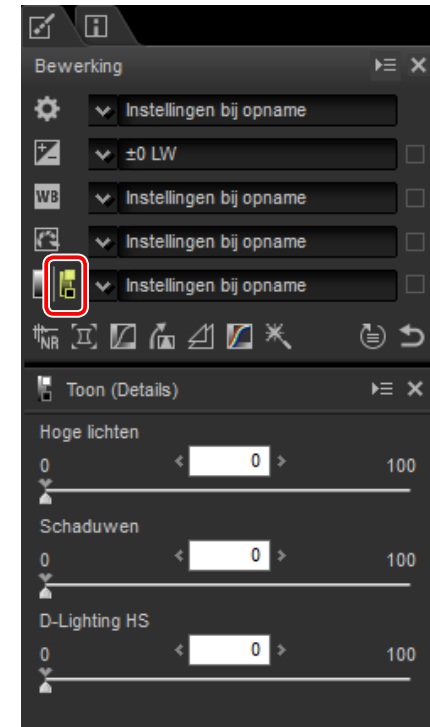 Bewerking
Instellingen bij opname
±0 LW
WB
Instellingen bij opname
Instellingen bij opname
Instellingen bij opname
NR
Toon (Details)
Hoge lichten
0
0
100
Schaduwen
0
0
100
D-Lighting HS
0
0
100